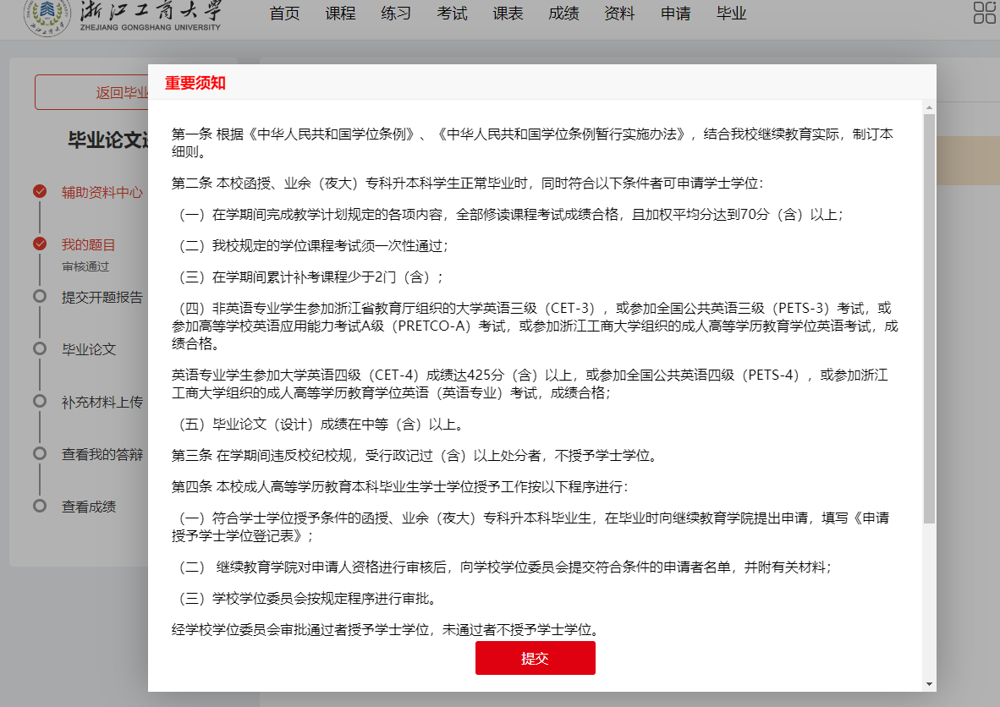 浙江工商大学
ZHEJIANG GONGSHANG UNIVERSITY
首页 课程 练习 考试 课表 成绩 资料 申请 毕业
返回毕业
毕业论文
辅助资料中心
我的题目
审核通过
提交开题报告
毕业论文
补充材料上传
查看我的答辩
查看成绩
重要须知
第一条 根据《中华人民共和国学位条例》、《中华人民共和国学位条例暂行实施办法》，结合我校继续教育实际，制订本
细则。
第二条 本校函授、业余（夜大）专科升本科学生正常毕业时，同时符合以下条件者可申请学士学位：
（一）在学期间完成教学计划规定的各项内容，全部修读课程考试成绩合格，且加权平均分达到70分（含）以上；
（二）我校规定的学位课程考试须一次性通过；
（三）在学期间累计补考课程少于2门（含）；
（四）非英语专业学生参加浙江省教育厅组织的大学英语三级（CET-3），或参加全国公共英语三级（PETS-3）考试，或
参加高等学校英语应用能力考试A级（PRETCO-A）考试，或参加浙江工商大学组织的成人高等学历教育学位英语考试，成
绩合格。
英语专业学生参加大学英语四级（CET-4）成绩达425分（含）以上，或参加全国公共英语四级（PETS-4），或参加浙江
工商大学组织的成人高等学历教育学位英语（英语专业）考试，成绩合格；
（五）毕业论文（设计）成绩在中等（含）以上。
第三条 在学期间违反校纪校规，受行政记过（含）以上处分者，不授予学士学位。
第四条 本校成人高等学历教育本科毕业生学士学位授予工作按以下程序进行：
（一）符合学士学位授予条件的函授、业余（夜大）专科升本科毕业生，在毕业时向继续教育学院提出申请，填写《申请
授予学士学位登记表》；
（二） 继续教育学院对申请人资格进行审核后，向学校学位委员会提交符合条件的申请者名单，并附有关材料；
（三）学校学位委员会按规定程序进行审批。
经学校学位委员会审批通过者授予学士学位，未通过者不授予学士学位。
提交